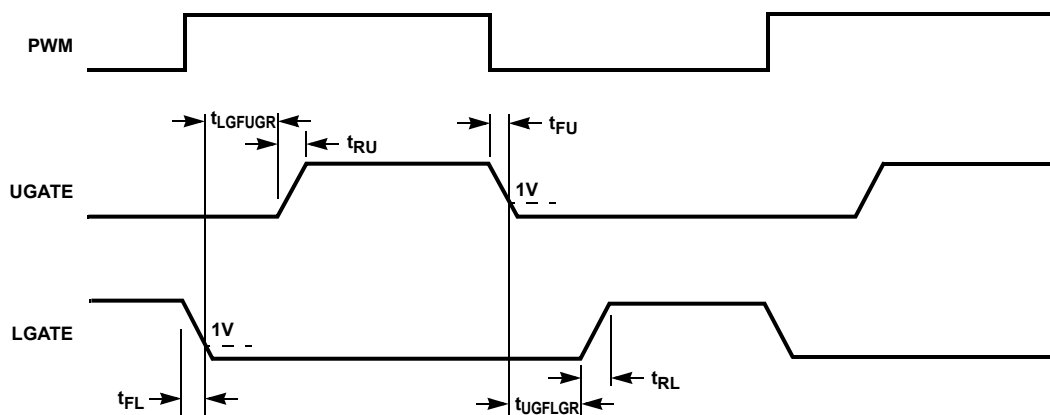 PWM
tLGFUGR
tRU
tFU
UGATE
1V
LGATE
1V
tFL
tRL
tUGFLGR